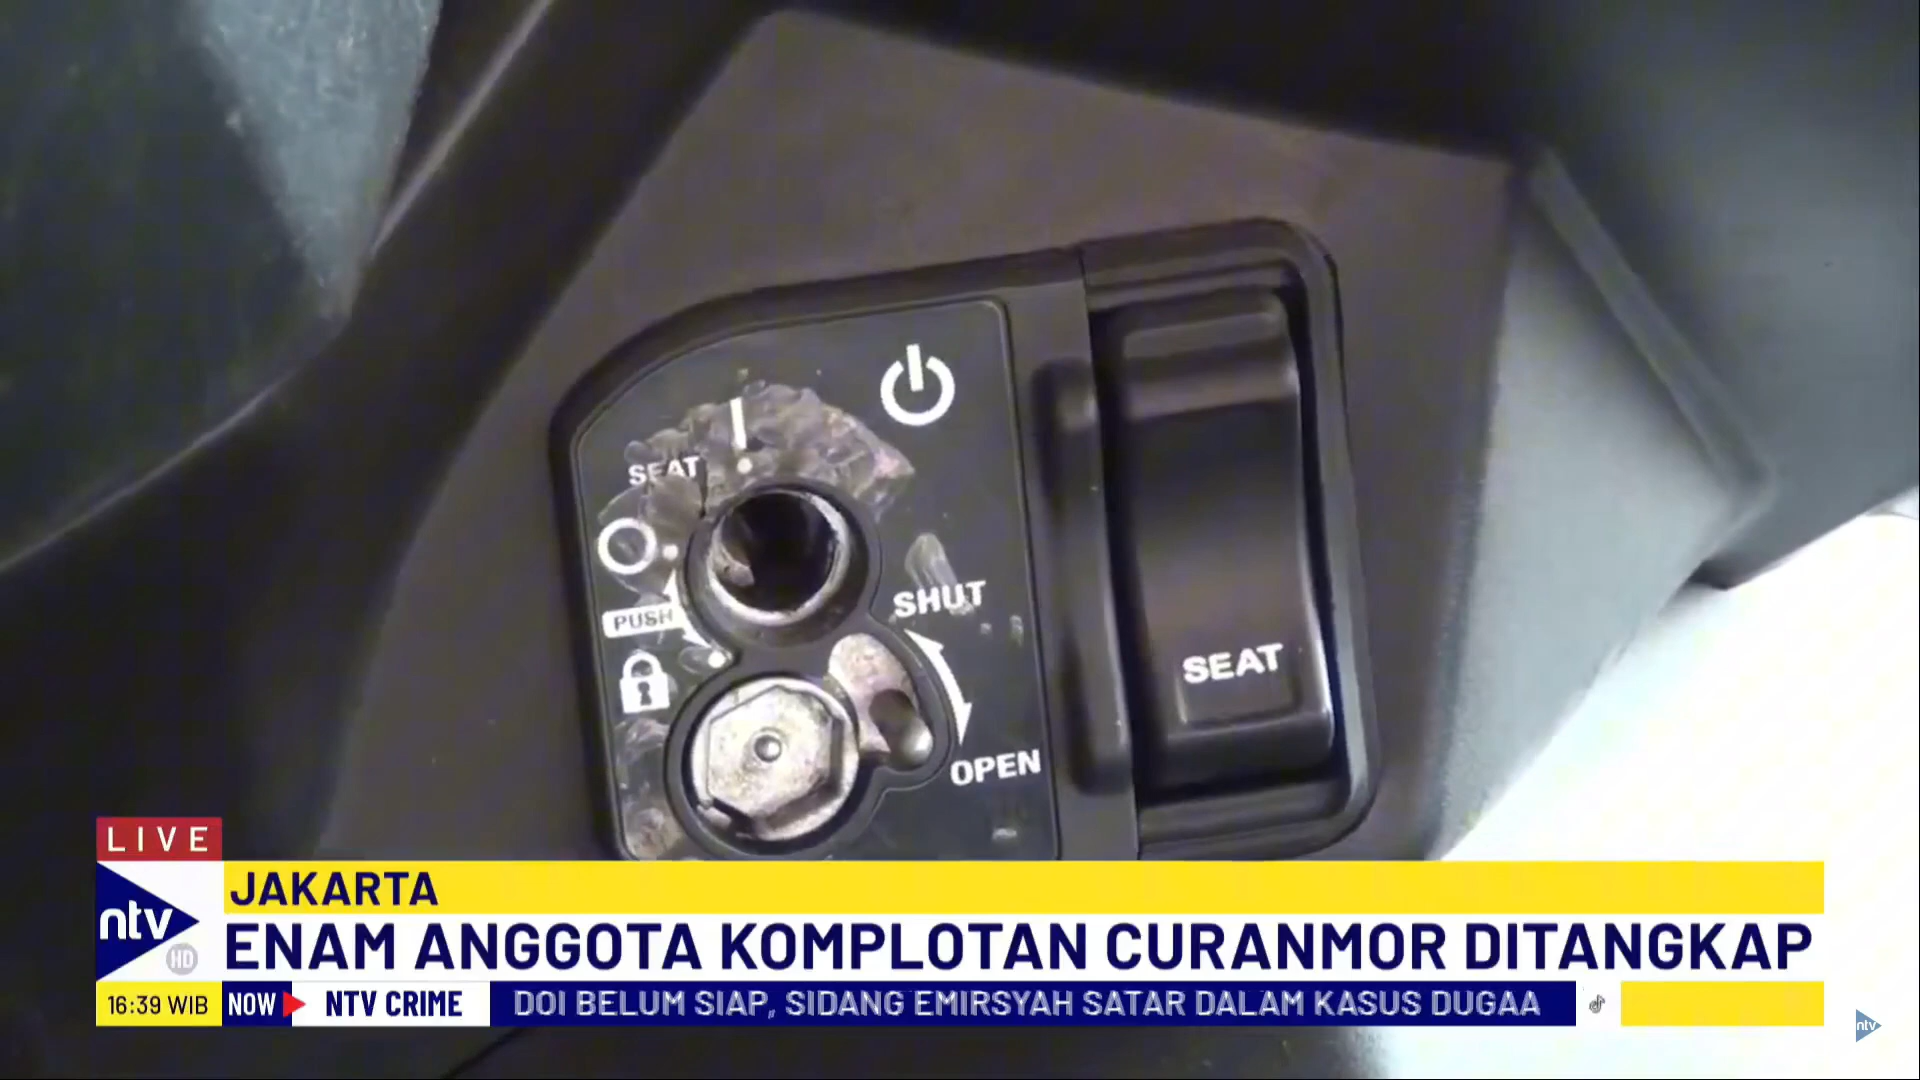 SEAT
PUSH
SHUT
OPEN
SEAT
LIVE
ntv
HD
JAKARTA
ENAM ANGGOTA KOMPLOTAN CURANMOR DITANGKAP
16:39 WIB
NOW
NTV CRIME
DOI BELUM SIAP, SIDANG EMIRSYAH SATAR DALAM KASUS DUGAA
ntv